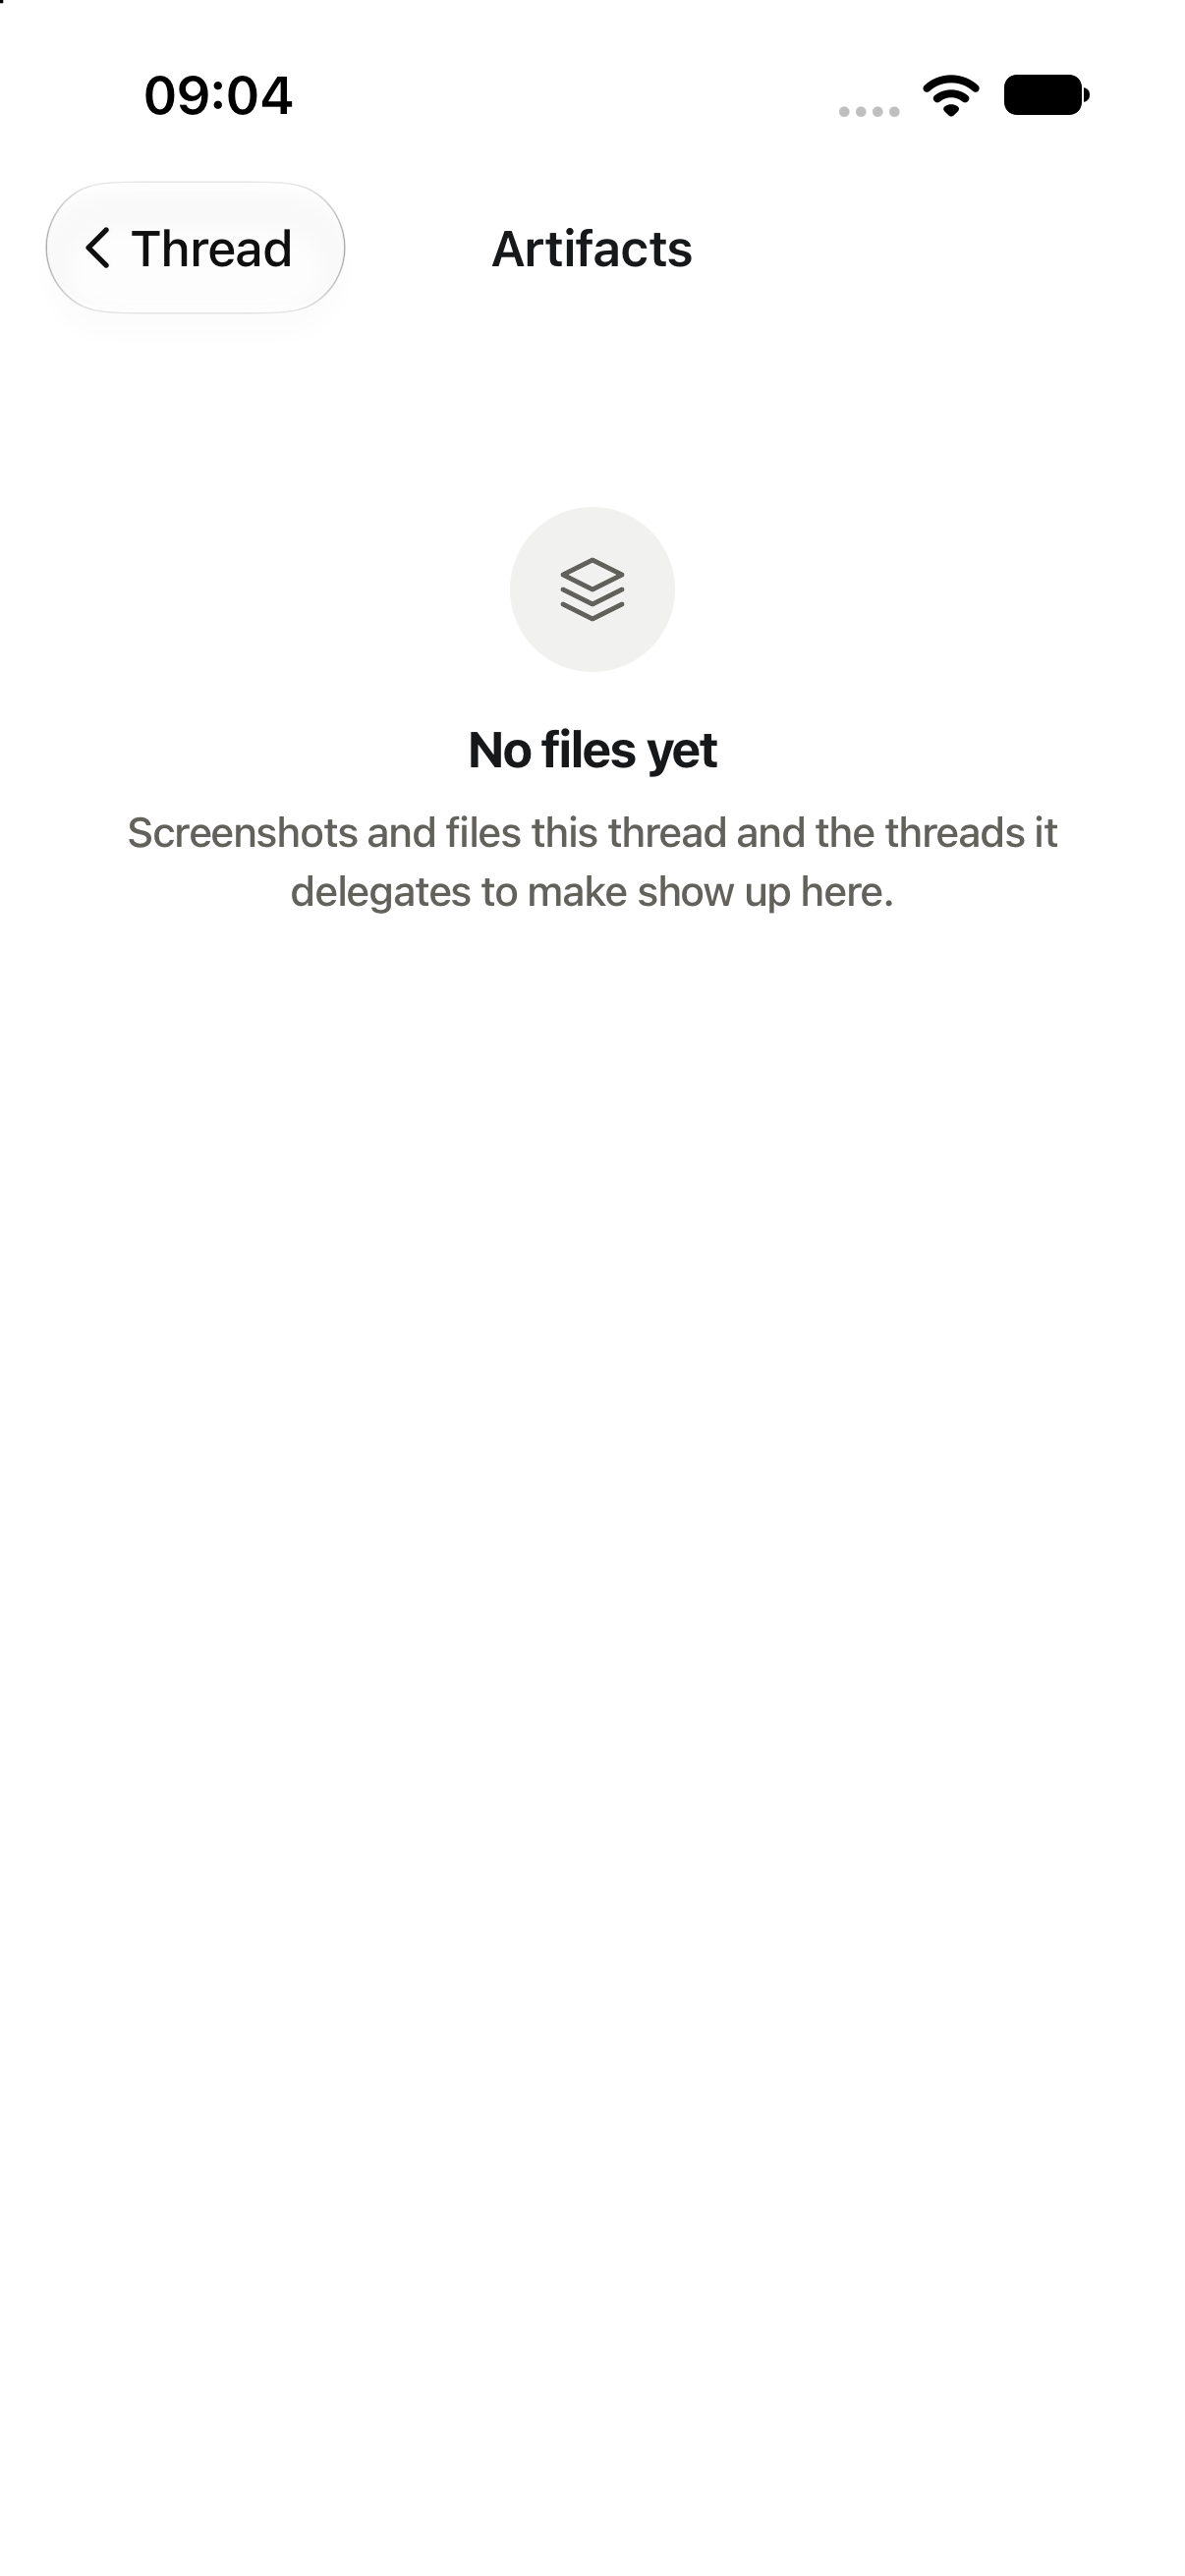 09:04
Thread
Artifacts
No files yet
Screenshots and files this thread and the threads it
delegates to make show up here.